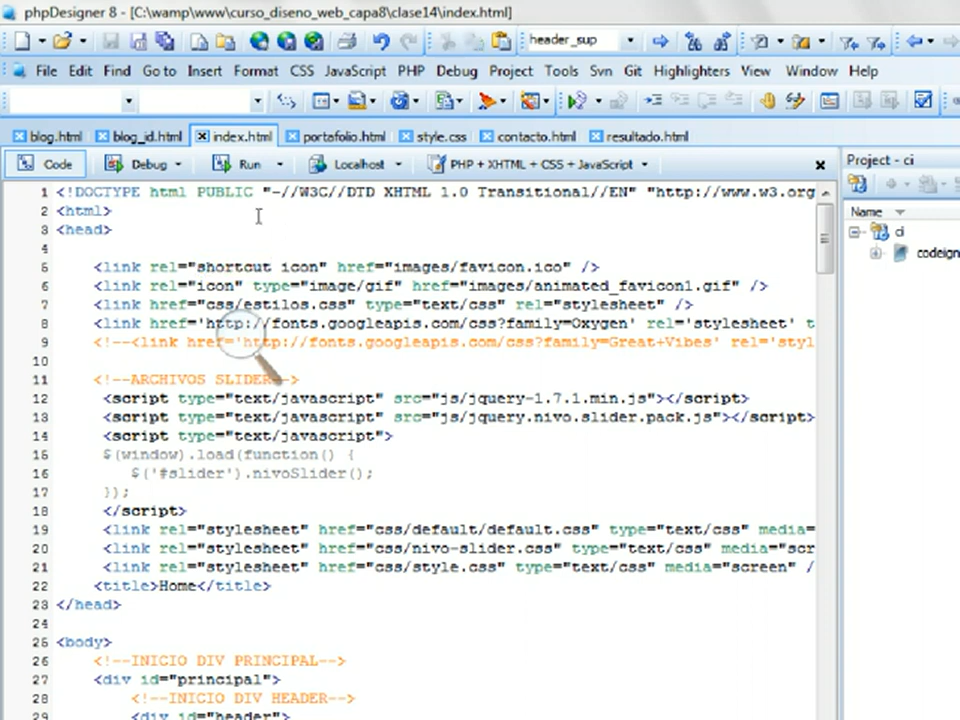 phpDesigner 8 - [C:\wamp\www\curso_diseno_web_capa8\clase14\index.html]
header_sup
File Edit Find Go to Insert Format CSS JavaScript PHP Debug Project Tools Svn Git Highlighters View Window Help
blog.html blog_id.html index.html portafolio.html style.css contacto.html resultado.html
Code Debug Run Localhost PHP + XHTML + CSS + JavaScript
Project - ci
Name
ci
codeign
1 <!DOCTYPE html PUBLIC "-//W3C//DTD XHTML 1.0 Transitional//EN" "http://www.w3.org
2 <html>
3 <head>
4
5 <link rel="shortcut icon" href="images/favicon.ico" />
6 <link rel="icon" type="image/gif" href="images/animated_favicon1.gif" />
7 <link href="css/estilos.css" type="text/css" rel="stylesheet" />
8 <link href='http://fonts.googleapis.com/css?family=Oxygen' rel='stylesheet' t
9 <!--<link href='http://fonts.googleapis.com/css?family=Great+Vibes' rel='styl
10
11 <!--ARCHIVOS SLIDER-->
12 <script type="text/javascript" src="js/jquery-1.7.1.min.js"></script>
13 <script type="text/javascript" src="js/jquery.nivo.slider.pack.js"></script>
14 <script type="text/javascript">
15 $(window).load(function() {
16 $('#slider').nivoSlider();
17 });
18 </script>
19 <link rel="stylesheet" href="css/default/default.css" type="text/css" media=
20 <link rel="stylesheet" href="css/nivo-slider.css" type="text/css" media="scr
21 <link rel="stylesheet" href="css/style.css" type="text/css" media="screen" /
22 <title>Home</title>
23 </head>
24
25 <body>
26 <!--INICIO DIV PRINCIPAL-->
27 <div id="principal">
28 <!--INICIO DIV HEADER-->
29 <div id="header">